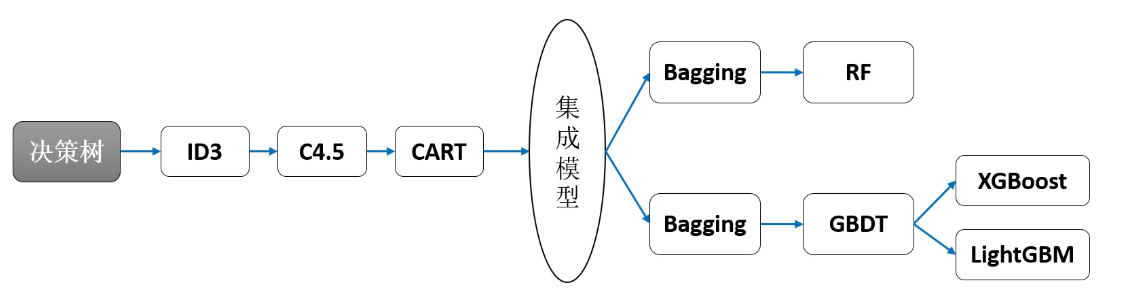 决策树
ID3
C4.5
CART
集成模型
Bagging
RF
Bagging
GBDT
XGBoost
LightGBM